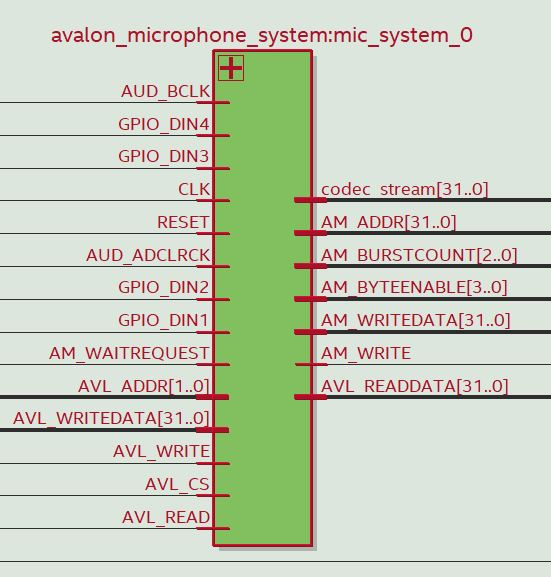 avalon_microphone_system:mic_system_0
AUD_BCLK
GPIO_DIN4
GPIO_DIN3
CLK
RESET
AUD_ADCLRCK
GPIO_DIN2
GPIO_DIN1
AM_WAITREQUEST
AVL_ADDR[1..0]
AVL_WRITEDATA[31..0]
AVL_WRITE
AVL_CS
AVL_READ
codec_stream[31..0]
AM_ADDR[31..0]
AM_BURSTCOUNT[2..0]
AM_BYTEENABLE[3..0]
AM_WRITEDATA[31..0]
AM_WRITE
AVL_READDATA[31..0]